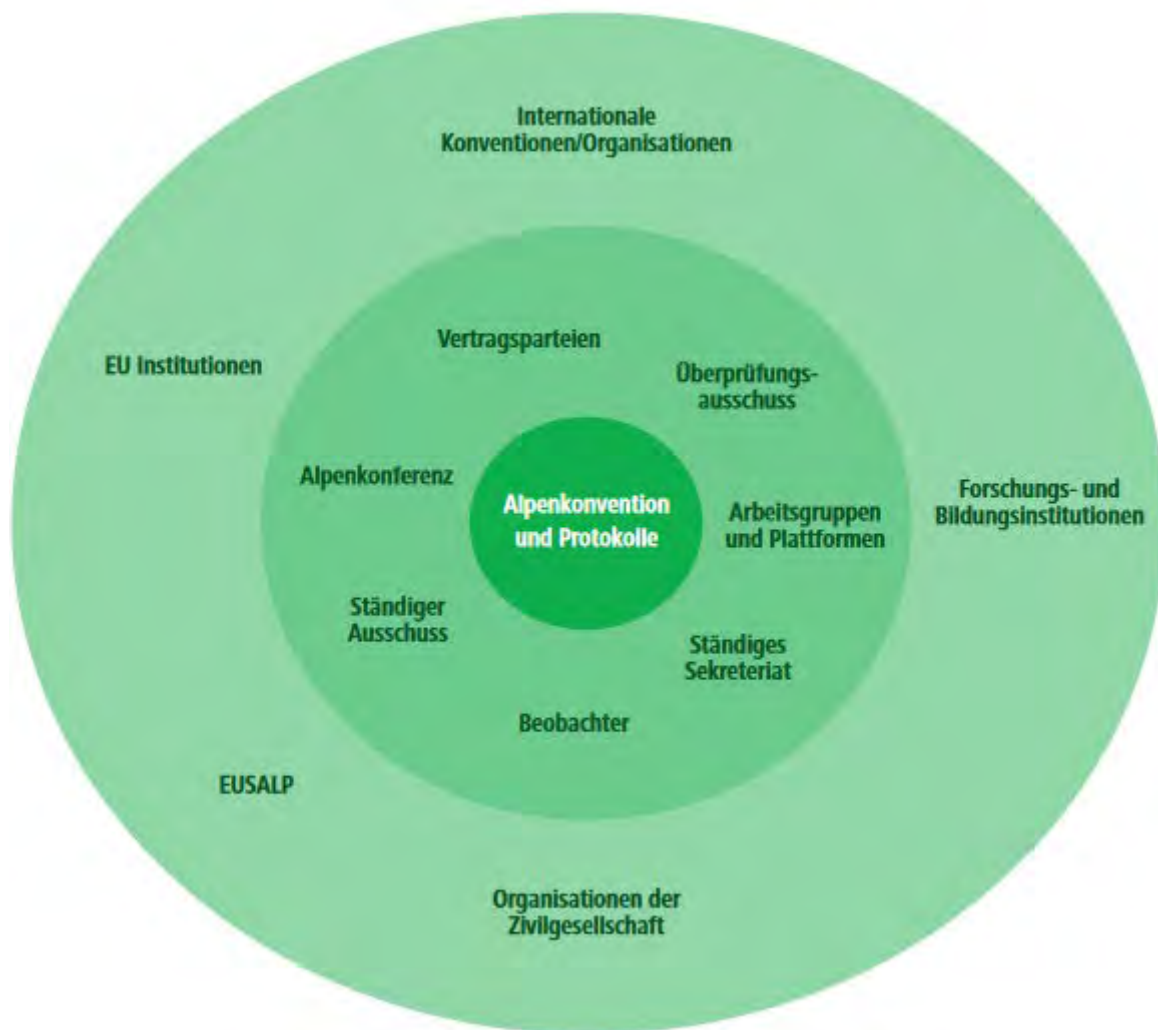 Internationale
Konventionen/Organisationen
Vertragsparteien
EU Institutionen
Überprüfungs-
ausschuss
Alpenkonferenz
Alpenkonvention
und Protokolle
Arbeitsgruppen
und Plattformen
Forschungs- und
Bildungsinstitutionen
Ständiger
Ausschuss
Ständiges
Sekreteriat
Beobachter
EUSALP
Organisationen der
Zivilgesellschaft